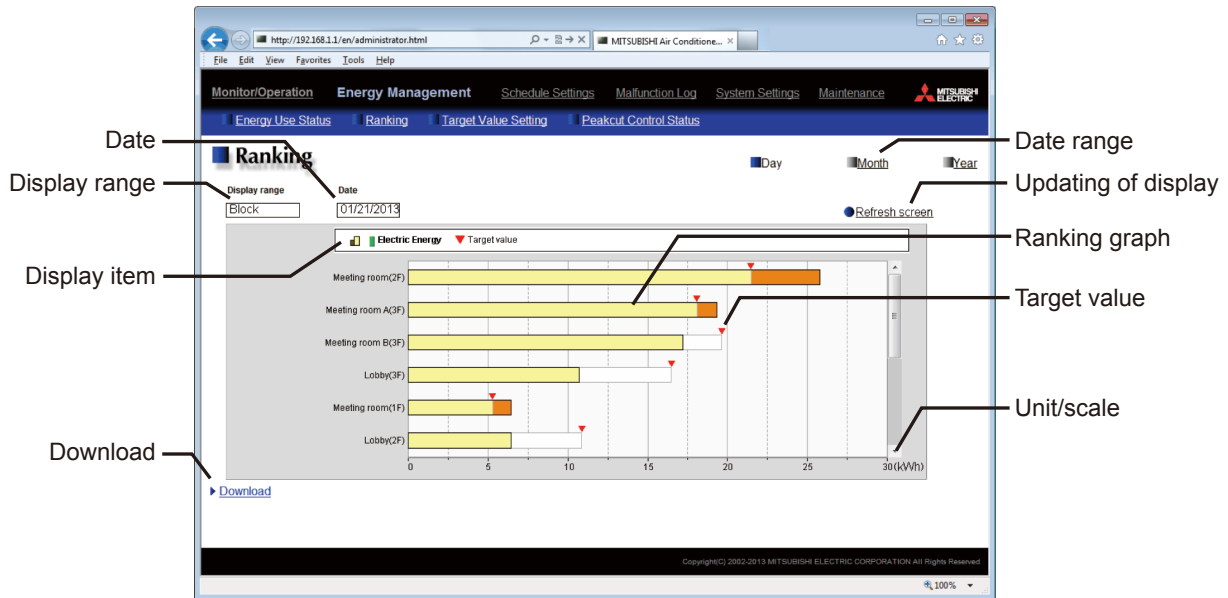 http://192.168.1.1/en/administrator.html
MITSUBISHI Air Conditione...
File Edit View Favorites Tools Help
Monitor/Operation Energy Management Schedule Settings Malfunction Log System Settings Maintenance
MITSUBISHI ELECTRIC
Energy Use Status Ranking Target Value Setting Peakcut Control Status
Ranking
Day Month Year
Display range Date
Block 01/21/2013
Refresh screen
Electric Energy Target value
Meeting room(2F)
Meeting room A(3F)
Meeting room B(3F)
Lobby(3F)
Meeting room(1F)
Lobby(2F)
0 5 10 15 20 25 30 (kWh)
Download
Copyright(C) 2002-2013 MITSUBISHI ELECTRIC CORPORATION All Rights Reserved
100%
Date
Display range
Display item
Download
Date range
Updating of display
Ranking graph
Target value
Unit/scale